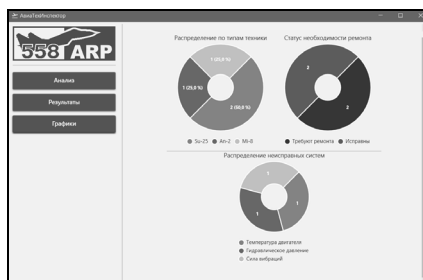 АвиаТехИнспектор
558 ARP
Анализ
Результаты
Графики
Распределение по типам техники
1 (25,0 %)
1 (25,0 %)
2 (50,0 %)
Su-25 An-2 Mi-8
Статус необходимости ремонта
2
2
Требуют ремонта Исправны
Распределение неисправных систем
1
1
1
Температура двигателя
Гидравлическое давление
Сила вибраций